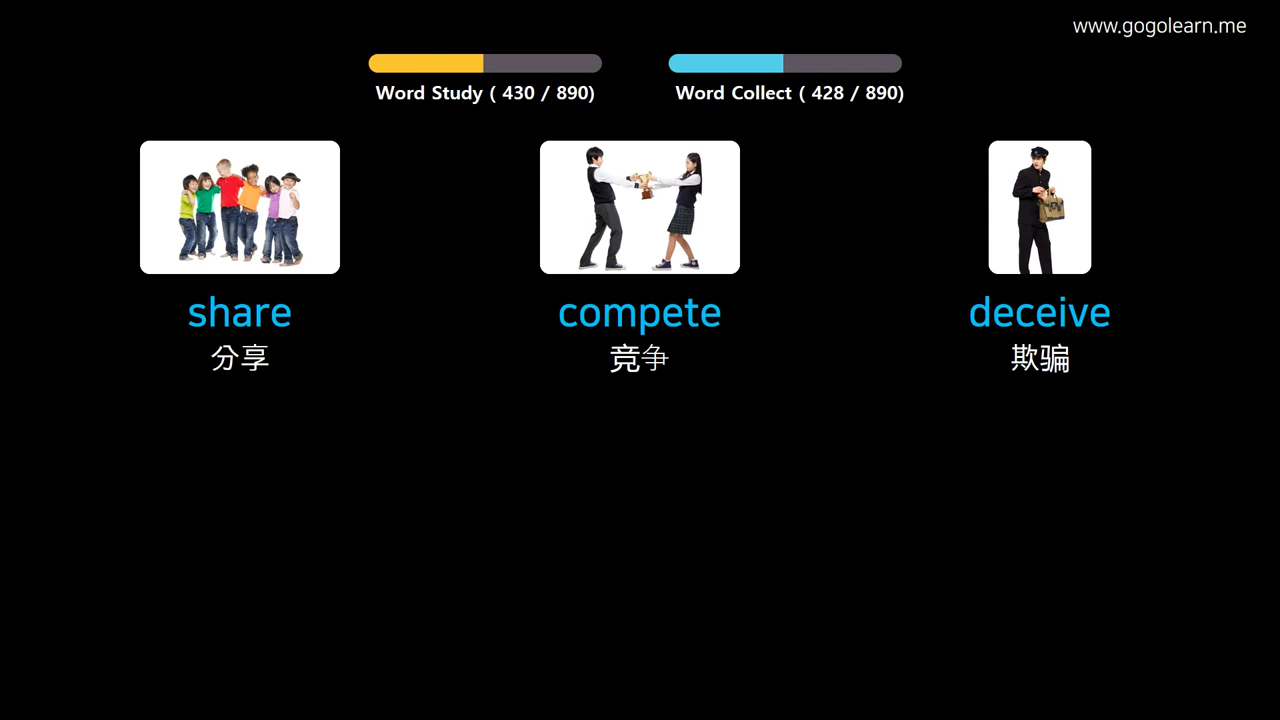 www.gogolearn.me
Word Study ( 430 / 890)
Word Collect ( 428 / 890)
share
compete
deceive
分享
竞争
欺骗